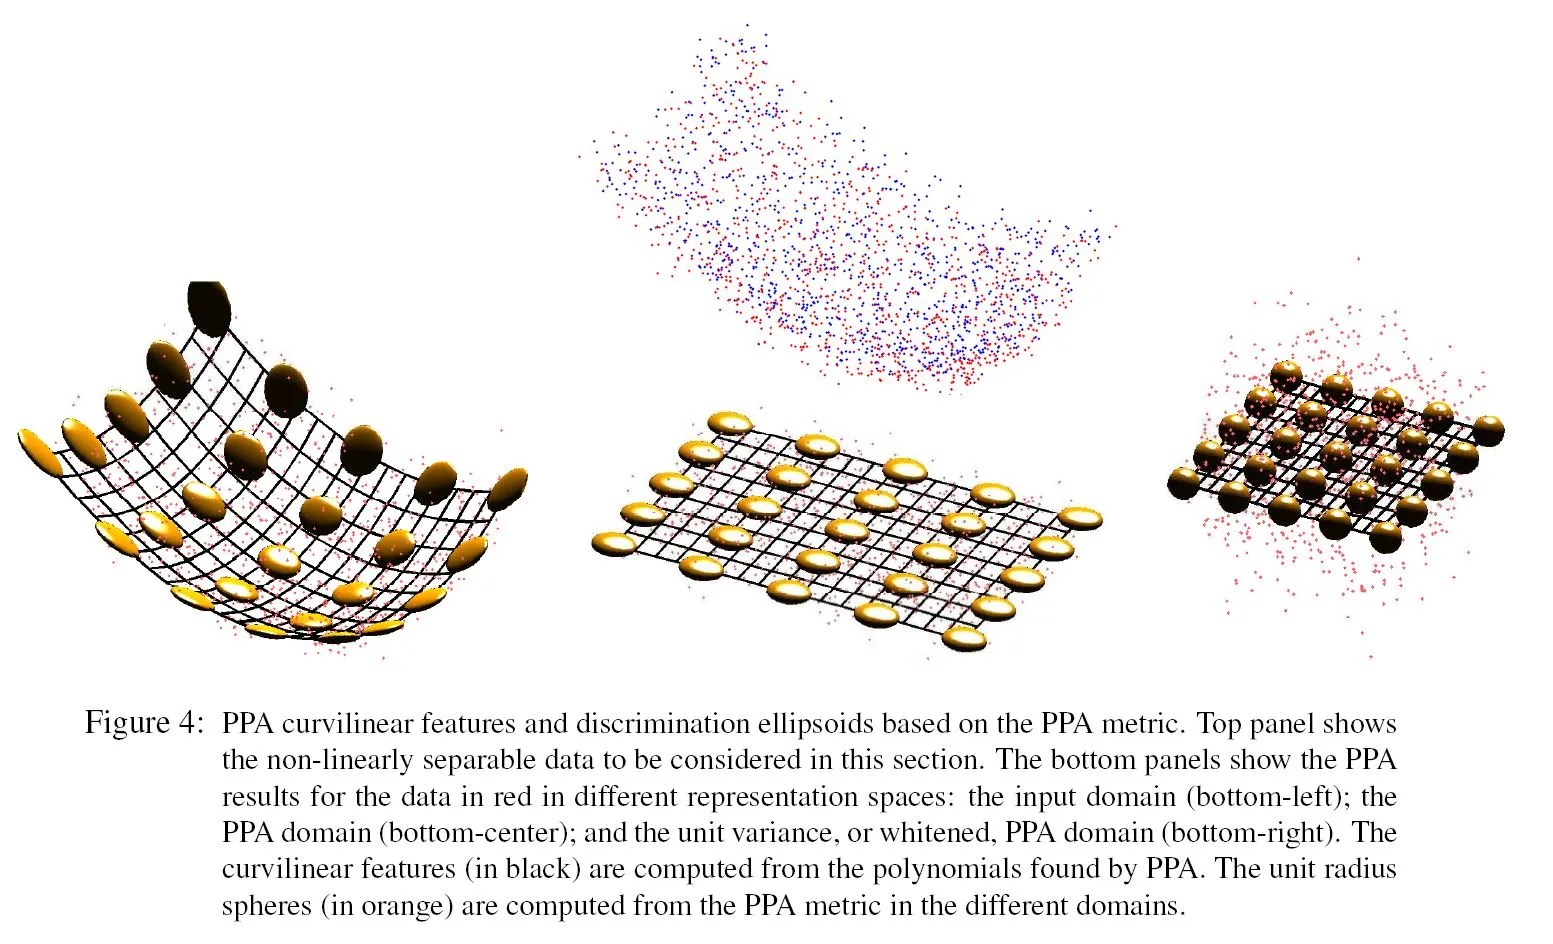 Figure 4: PPA curvilinear features and discrimination ellipsoids based on the PPA metric. Top panel shows
the non-linearly separable data to be considered in this section. The bottom panels show the PPA
results for the data in red in different representation spaces: the input domain (bottom-left); the
PPA domain (bottom-center); and the unit variance, or whitened, PPA domain (bottom-right). The
curvilinear features (in black) are computed from the polynomials found by PPA. The unit radius
spheres (in orange) are computed from the PPA metric in the different domains.